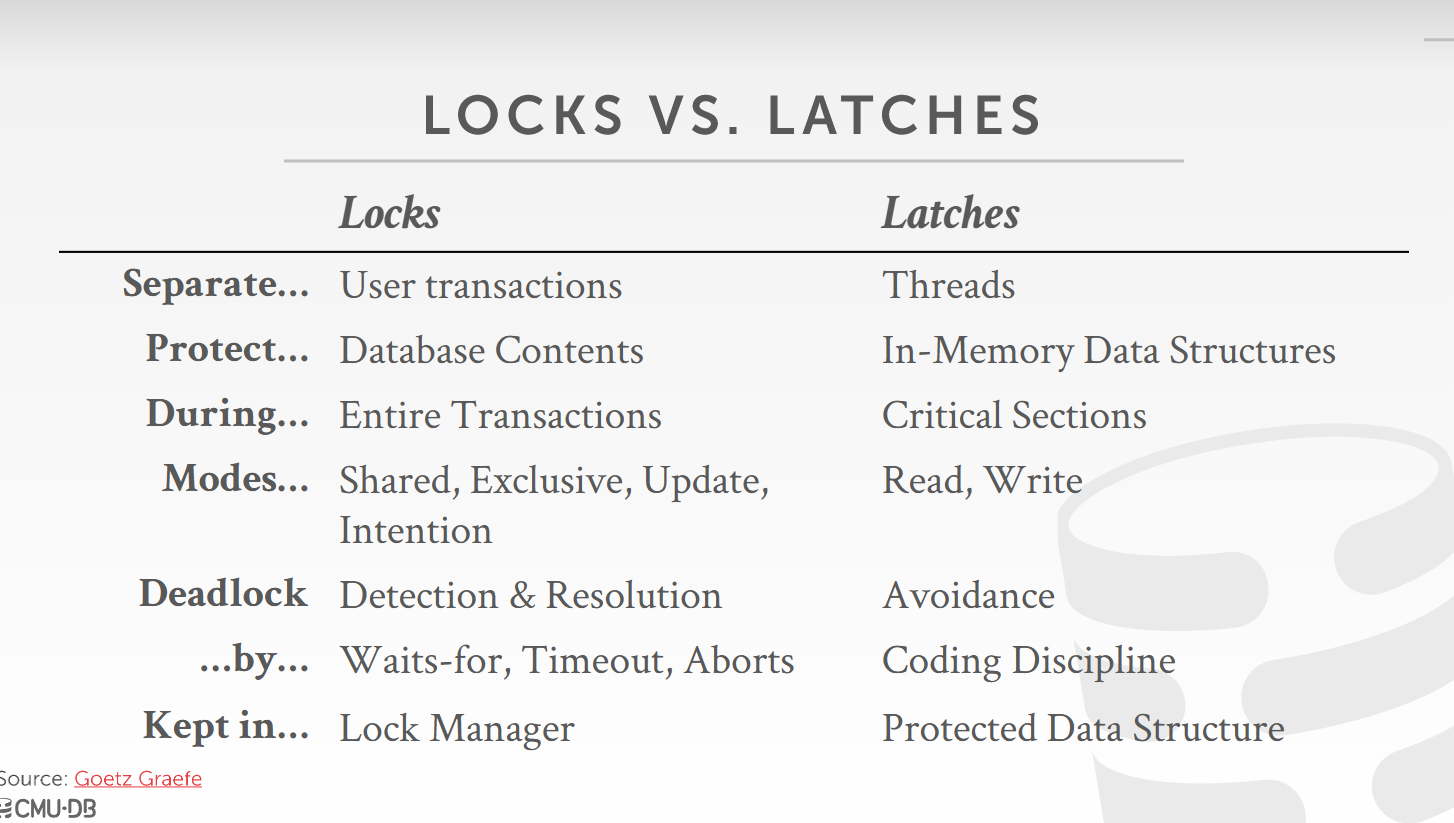 LOCKS VS. LATCHES
Locks Latches
Separate... User transactions Threads
Protect... Database Contents In-Memory Data Structures
During... Entire Transactions Critical Sections
Modes... Shared, Exclusive, Update, Read, Write
Intention
Deadlock Detection & Resolution Avoidance
...by... Waits-for, Timeout, Aborts Coding Discipline
Kept in... Lock Manager Protected Data Structure
Source: Goetz Graefe
CMU·DB